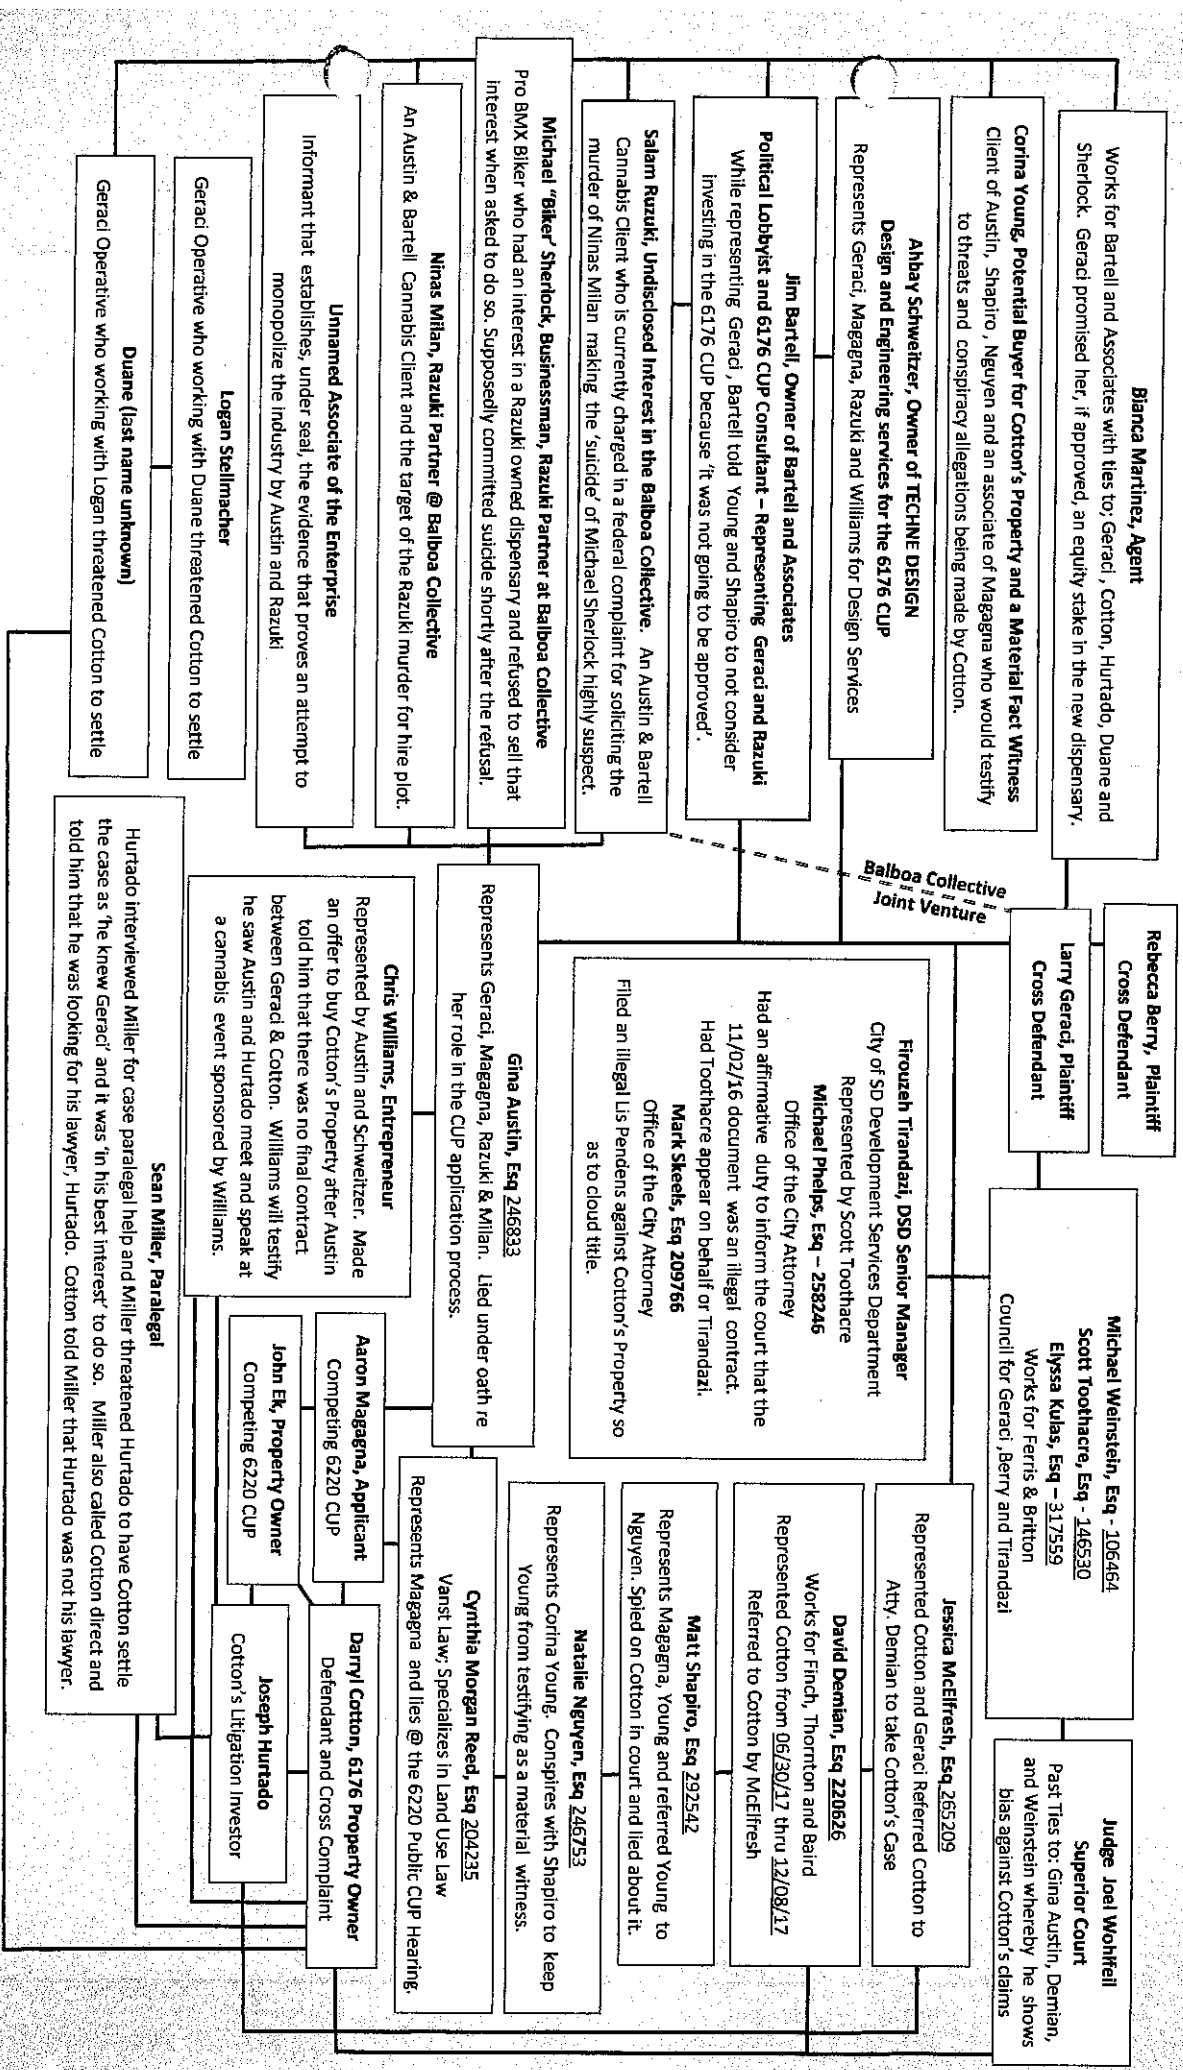 Rebecca Berry, Plaintiff
Cross Defendant
Larry Geraci, Plaintiff
Cross Defendant
Balboa Collective
Joint Venture
Michael Weinstein, Esq - 106464
Scott Toothacre, Esq - 146530
Elyssa Kulas, Esq – 317559
Works for Ferris & Britton
Council for Geraci ,Berry and Tirandazi
Judge Joel Wohlfeil
Superior Court
Past Ties to: Gina Austin, Demian,
and Weinstein whereby he shows
bias against Cotton's claims
Bianca Martinez, Agent
Works for Bartell and Associates with ties to; Geraci , Cotton, Hurtado, Duane and
Sherlock. Geraci promised her, if approved, an equity stake in the new dispensary.
Corina Young, Potential Buyer for Cotton's Property and a Material Fact Witness
Client of Austin, Shapiro , Nguyen and an associate of Magagna who would testify
to threats and conspiracy allegations being made by Cotton.
Ahbay Schweitzer, Owner of TECHNE DESIGN
Design and Engineering services for the 6176 CUP
Represents Geraci, Magagna, Razuki and Williams for Design Services
Jim Bartell, Owner of Bartell and Associates
Political Lobbyist and 6176 CUP Consultant – Representing Geraci and Razuki
While representing Geraci , Bartell told Young and Shapiro to not consider
investing in the 6176 CUP because 'it was not going to be approved'.
Salam Ruzuki, Undisclosed Interest in the Balboa Collective. An Austin & Bartell
Cannabis Client who is currently charged in a federal complaint for soliciting the
murder of Ninas Milan making the 'suicide' of Michael Sherlock highly suspect.
Michael "Biker' Sherlock, Businessman, Razuki Partner at Balboa Collective
Pro BMX Biker who had an interest in a Razuki owned dispensary and refused to sell that
interest when asked to do so. Supposedly committed suicide shortly after the refusal.
Ninas Milan, Razuki Partner @ Balboa Collective
An Austin & Bartell Cannabis Client and the target of the Razuki murder for hire plot.
Unnamed Associate of the Enterprise
Informant that establishes, under seal, the evidence that proves an attempt to
monopolize the industry by Austin and Razuki
Logan Stellmacher
Geraci Operative who working with Duane threatened Cotton to settle
Duane (last name unknown)
Geraci Operative who working with Logan threatened Cotton to settle
Firouzeh Tirandazi, DSD Senior Manager
City of SD Development Services Department
Represented by Scott Toothacre
Michael Phelps, Esq – 258246
Office of the City Attorney
Had an affirmative duty to inform the court that the
11/02/16 document was an illegal contract.
Had Toothacre appear on behalf or Tirandazi.
Mark Skeels, Esq 209766
Office of the City Attorney
Filed an illegal Lis Pendens against Cotton's Property so
as to cloud title.
Gina Austin, Esq 246833
Represents Geraci, Magagna, Razuki & Milan. Lied under oath re
her role in the CUP application process.
Chris Williams, Entrepreneur
Represented by Austin and Schweitzer. Made
an offer to buy Cotton's Property after Austin
told him that there was no final contract
between Geraci & Cotton. Williams will testify
he saw Austin and Hurtado meet and speak at
a cannabis event sponsored by Williams.
Jessica McElfresh, Esq 265209
Represented Cotton and Geraci Referred Cotton to
Atty. Demian to take Cotton's Case
David Demian, Esq 220626
Works for Finch, Thornton and Baird
Represented Cotton from 06/30/17 thru 12/08/17
Referred to Cotton by McElfresh
Matt Shapiro, Esq 292542
Represents Magagna, Young and referred Young to
Nguyen. Spied on Cotton in court and lied about it.
Natalie Nguyen, Esq 246753
Represents Corina Young. Conspires with Shapiro to keep
Young from testifying as a material witness.
Cynthia Morgan Reed, Esq 204235
Vanst Law; Specializes in Land Use Law
Represents Magagna and lies @ the 6220 Public CUP Hearing.
Aaron Magagna, Applicant
Competing 6220 CUP
John Ek, Property Owner
Competing 6220 CUP
Darryl Cotton, 6176 Property Owner
Defendant and Cross Complaint
Joseph Hurtado
Cotton's Litigation Investor
Sean Miller, Paralegal
Hurtado interviewed Miller for case paralegal help and Miller threatened Hurtado to have Cotton settle
the case as 'he knew Geraci' and it was 'in his best interest' to do so. Miller also called Cotton direct and
told him that he was looking for his lawyer, Hurtado. Cotton told Miller that Hurtado was not his lawyer.